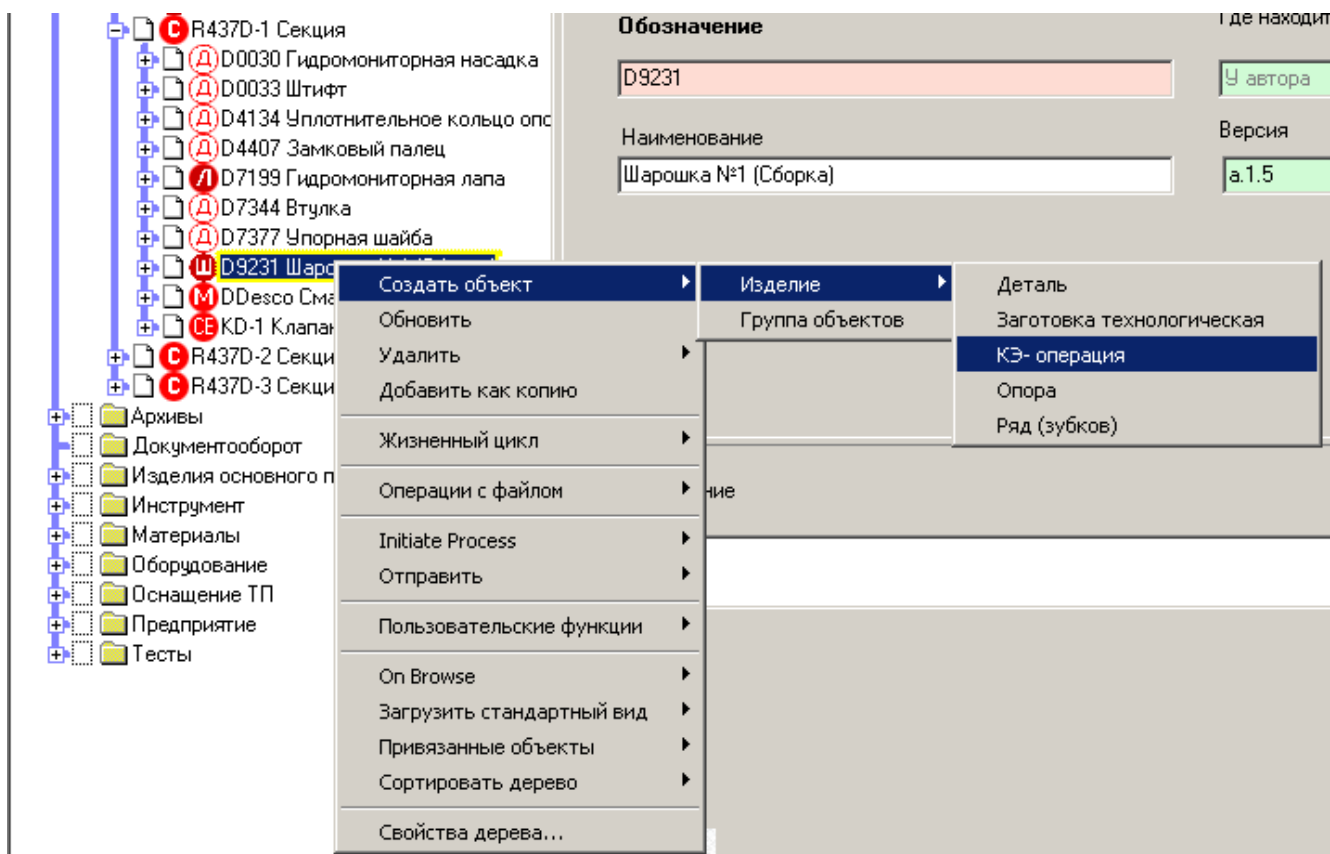 C R437D-1 Секция
Д D0030 Гидромониторная насадка
Д D0033 Штифт
Д D4134 Уплотнительное кольцо опо
Д D4407 Замковый палец
Л D7199 Гидромониторная лапа
Д D7344 Втулка
Д D7377 Упорная шайба
Ш D9231 Шаро
М DDesco Сма
СЕ KD-1 Клапан
C R437D-2 Секци
C R437D-3 Секци
Архивы
Документооборот
Изделия основного п
Инструмент
Материалы
Оборудование
Оснащение ТП
Предприятие
Тесты
Обозначение
Где находит
D9231
У автора
Наименование
Версия
Шарошка №1 (Сборка)
a.1.5
ние
Создать объект
Обновить
Удалить
Добавить как копию
Жизненный цикл
Операции с файлом
Initiate Process
Отправить
Пользовательские функции
On Browse
Загрузить стандартный вид
Привязанные объекты
Сортировать дерево
Свойства дерева...
Изделие
Группа объектов
Деталь
Заготовка технологическая
КЭ- операция
Опора
Ряд (зубков)